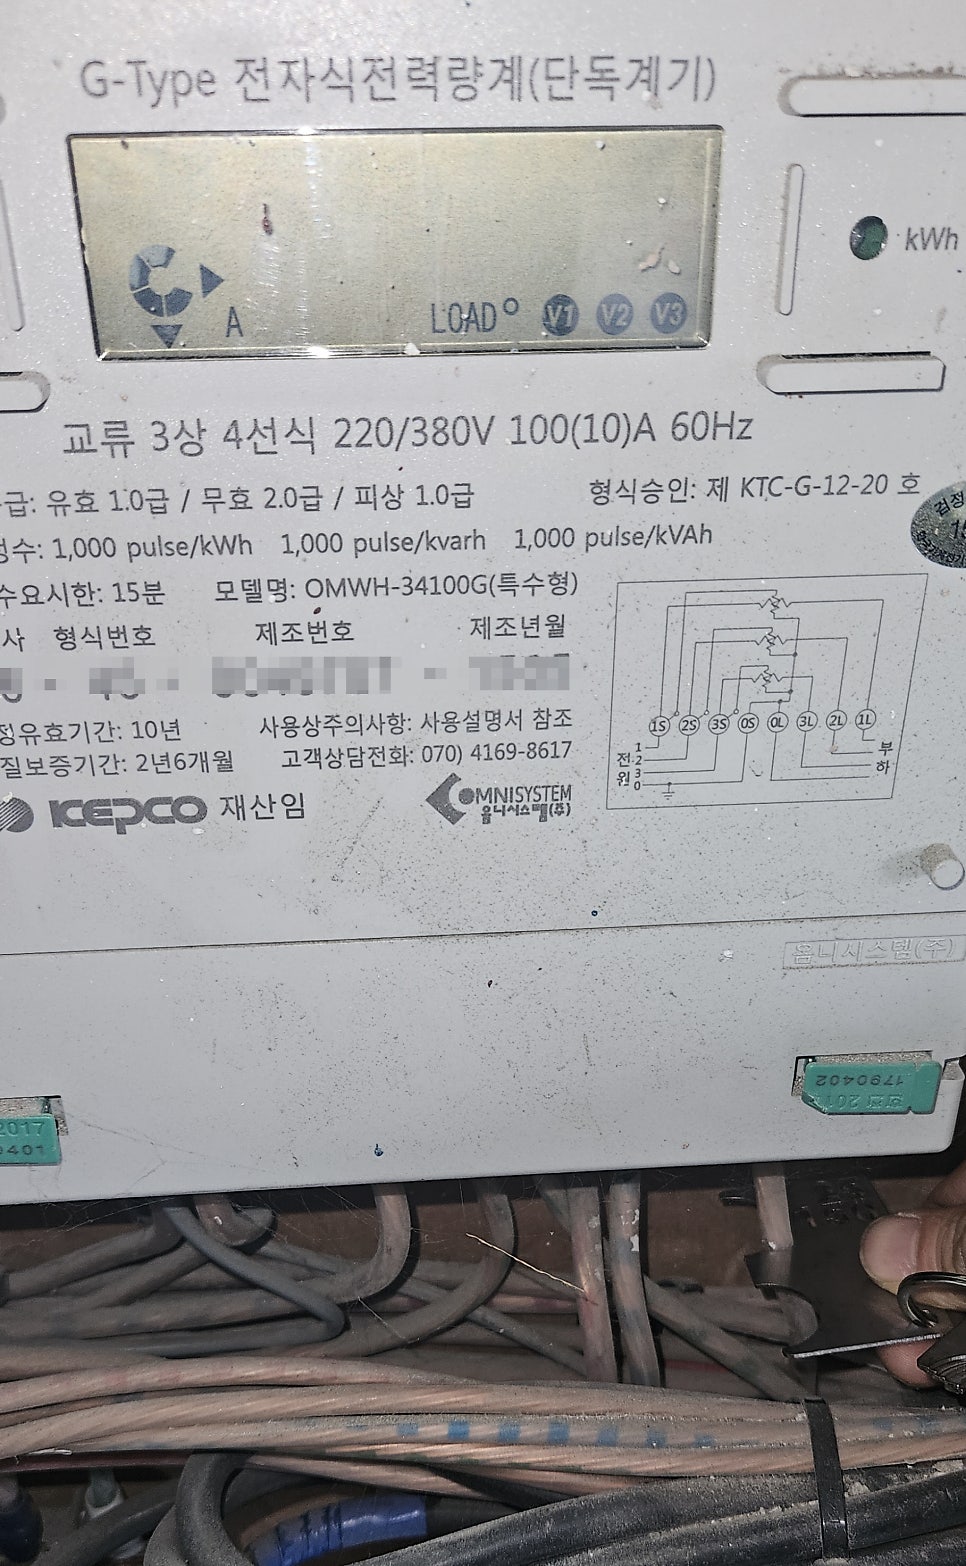 G-Type 전자식전력량계(단독계기)
kWh
A LOAD V1 V2 V3
교류 3상 4선식 220/380V 100(10)A 60Hz
급: 유효 1.0급 / 무효 2.0급 / 피상 1.0급
형식승인: 제 KTC-G-12-20 호
검정
정수: 1,000 pulse/kWh 1,000 pulse/kvarh 1,000 pulse/kVAh
수요시한: 15분 모델명: OMWH-34100G(특수형)
사 형식번호 제조번호 제조년월
정유효기간: 10년 사용상주의사항: 사용설명서 참조
질보증기간: 2년6개월 고객상담전화: 070) 4169-8617
KEPCO 재산임
OMNISYSTEM
옴니시스템(주)
1S 2S 3S 0S 0L 3L 2L 1L
전원 1 2 3 0
부하
옴니시스템(주)
1790402
2017
0401